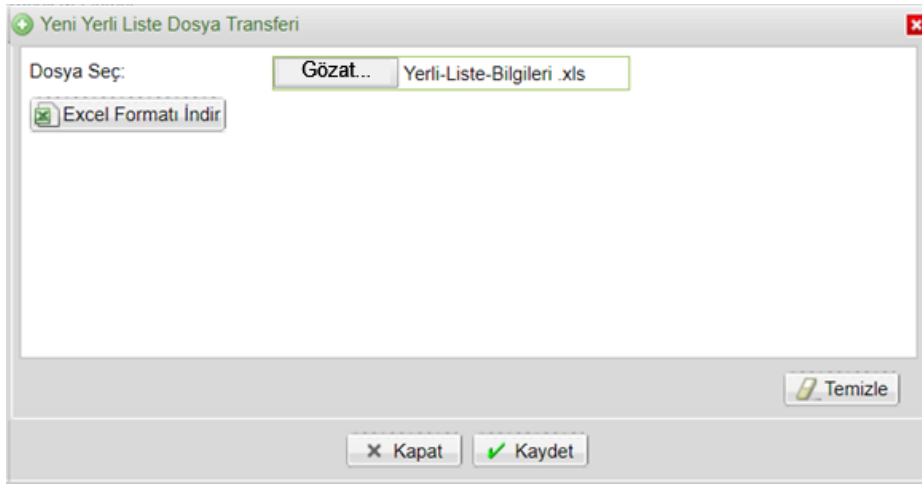 Yeni Yerli Liste Dosya Transferi
Dosya Seç: Gözat... Yerli-Liste-Bilgileri .xls
Excel Formatı İndir
Temizle
Kapat Kaydet